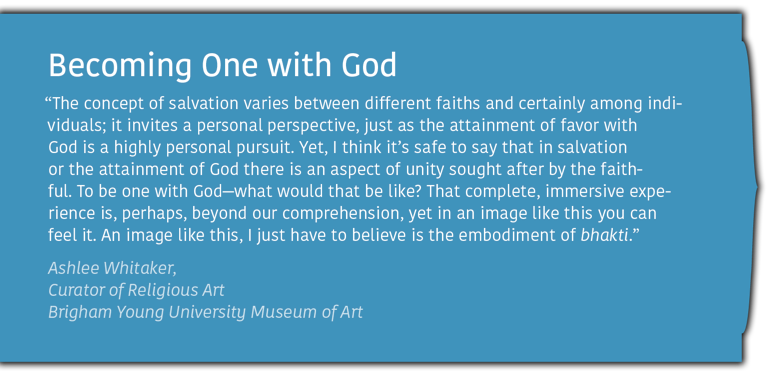 Becoming One with God
“The concept of salvation varies between different faiths and certainly among indi-
viduals; it invites a personal perspective, just as the attainment of favor with
God is a highly personal pursuit. Yet, I think it’s safe to say that in salvation
or the attainment of God there is an aspect of unity sought after by the faith-
ful. To be one with God—what would that be like? That complete, immersive expe-
rience is, perhaps, beyond our comprehension, yet in an image like this you can
feel it. An image like this, I just have to believe is the embodiment of bhakti.”
Ashlee Whitaker,
Curator of Religious Art
Brigham Young University Museum of Art